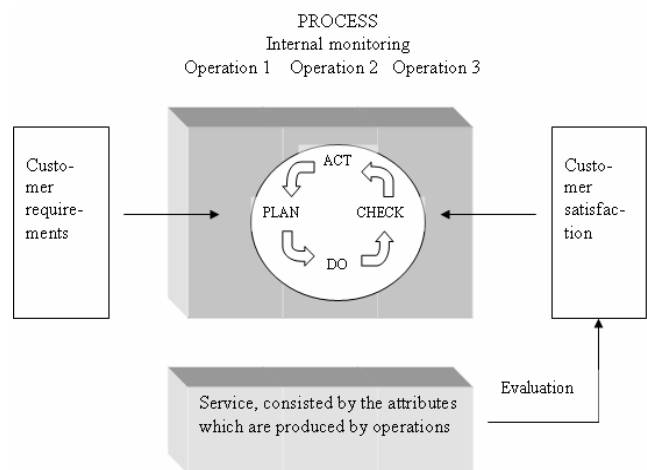 PROCESS
Internal monitoring
Operation 1 Operation 2 Operation 3
Custo-
mer
require-
ments
ACT
PLAN
CHECK
DO
Custo-
mer
satisfac-
tion
Service, consisted by the attributes
which are produced by operations
Evaluation